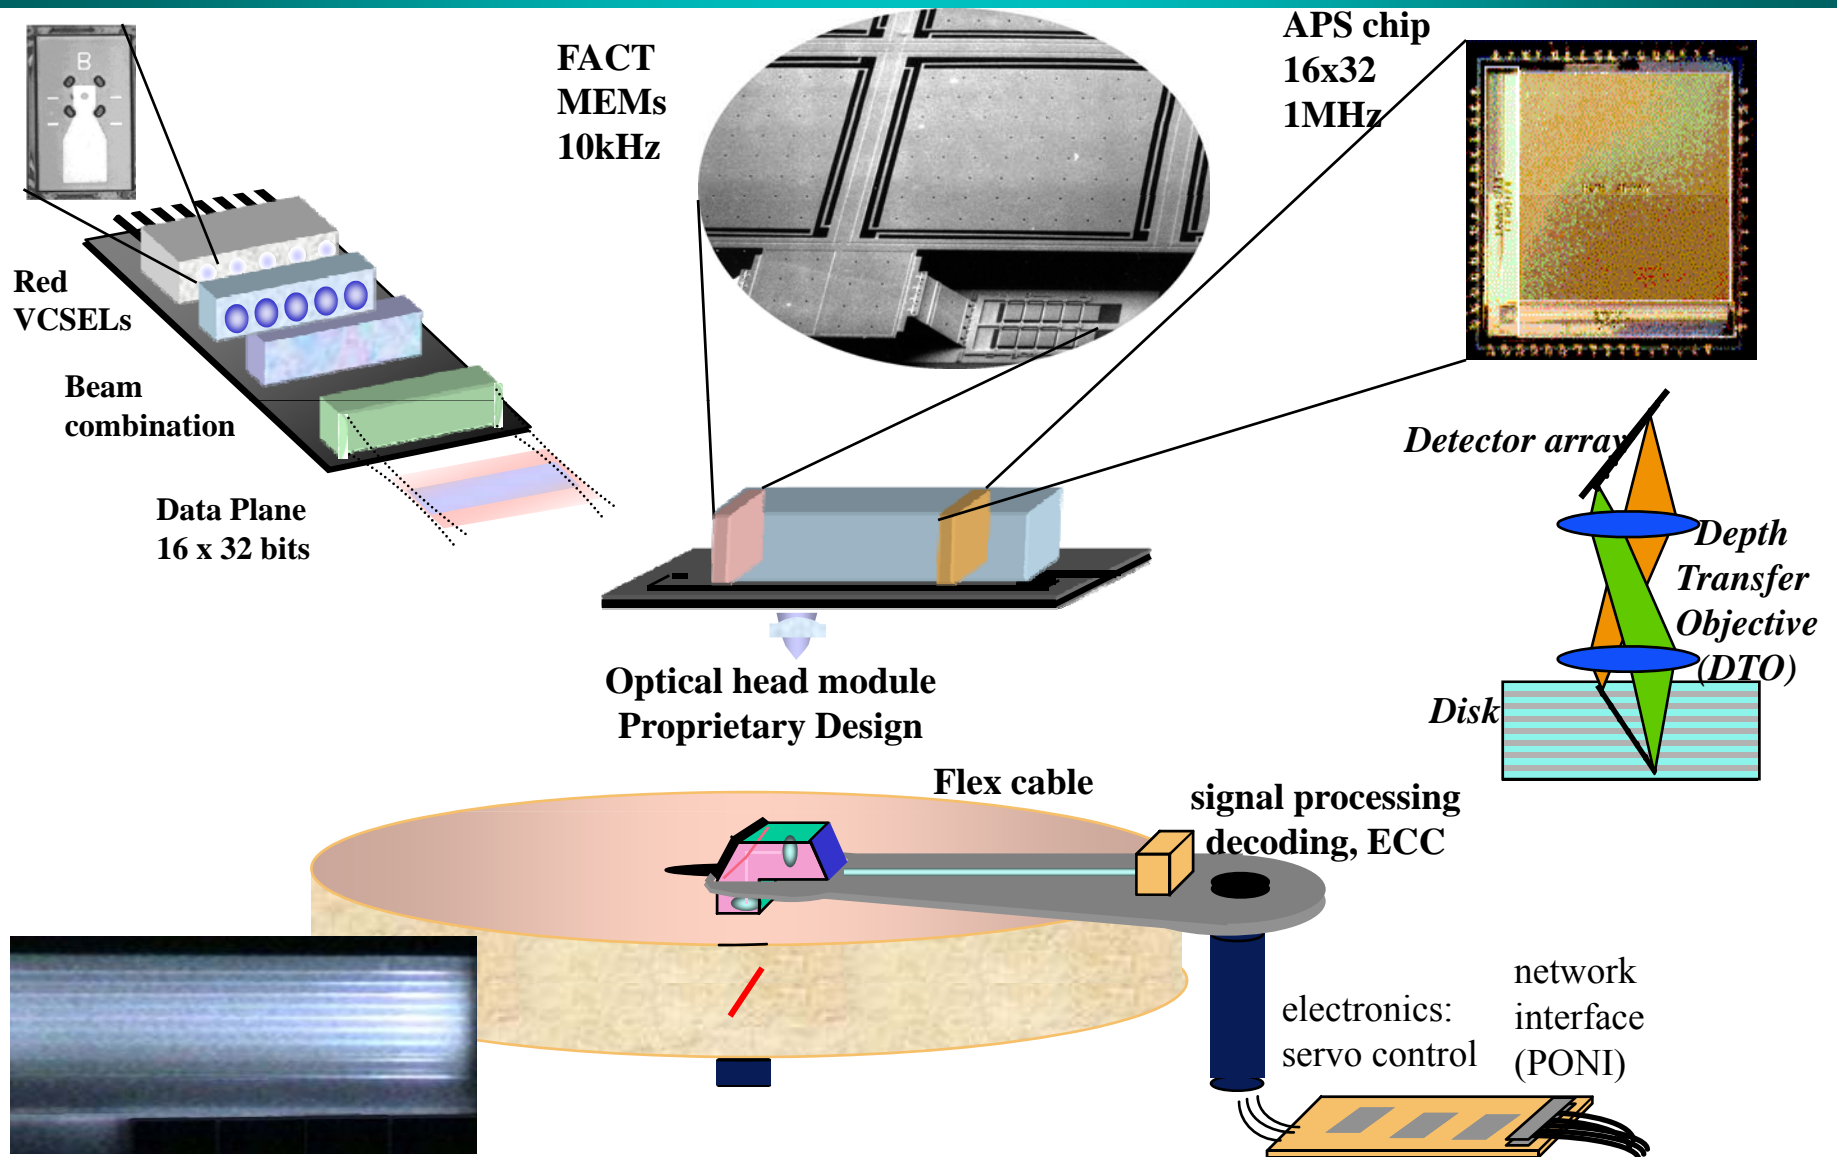 FACT
MEMs
10kHz
APS chip
16x32
1MHz
B
Red
VCSELs
Beam
combination
Data Plane
16 x 32 bits
Detector array
Depth
Transfer
Objective
(DTO)
Disk
Optical head module
Proprietary Design
Flex cable
signal processing
decoding, ECC
electronics:
servo control
network
interface
(PONI)